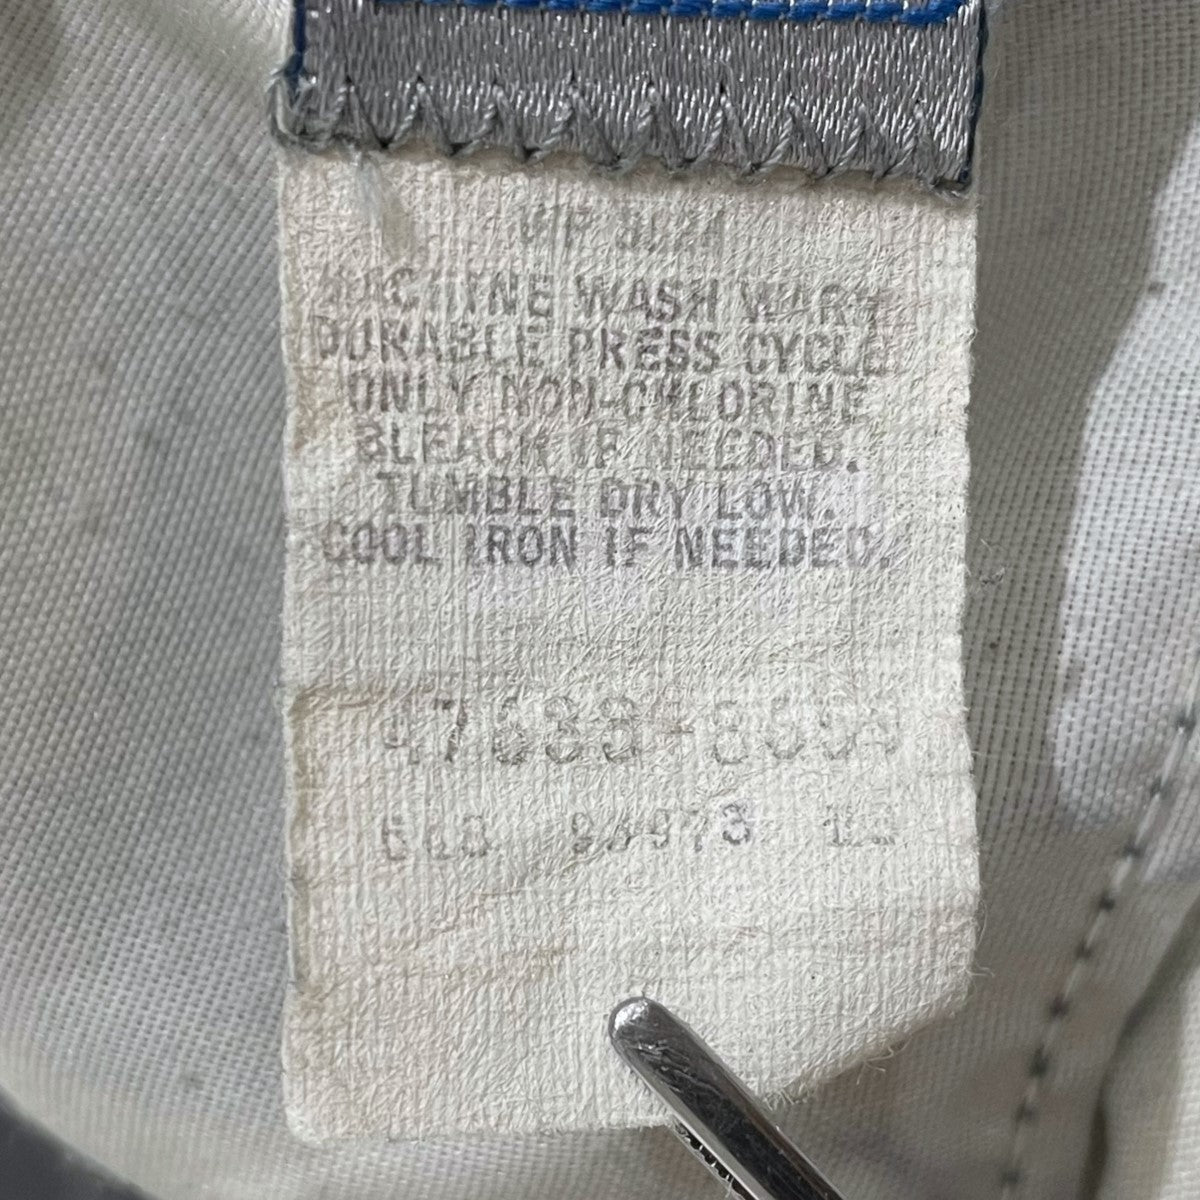 MACHINE WASH WARM
DURABLE PRESS CYCLE
ONLY NON-CHLORINE
BLEACH IF NEEDED.
TUMBLE DRY LOW.
COOL IRON IF NEEDED.